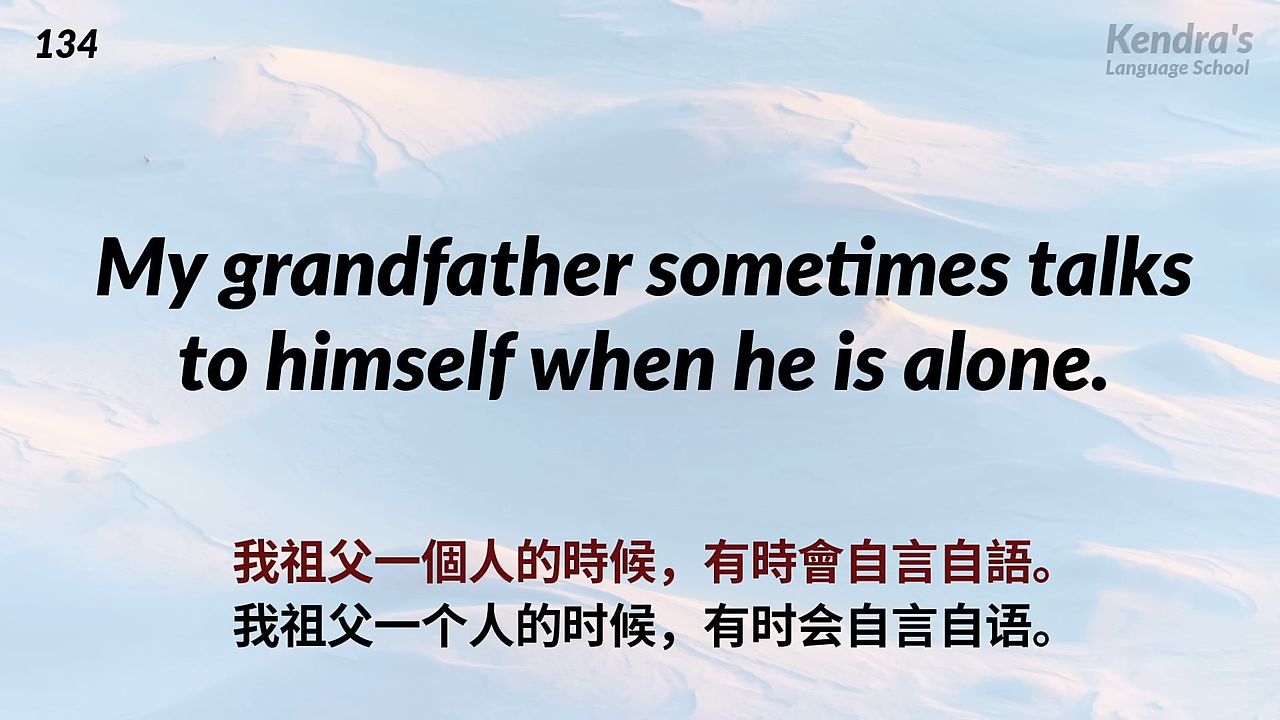 134
Kendra's
Language School
My grandfather sometimes talks
to himself when he is alone.
我祖父一個人的時候，有時會自言自語。
我祖父一个人的时候，有时会自言自语。